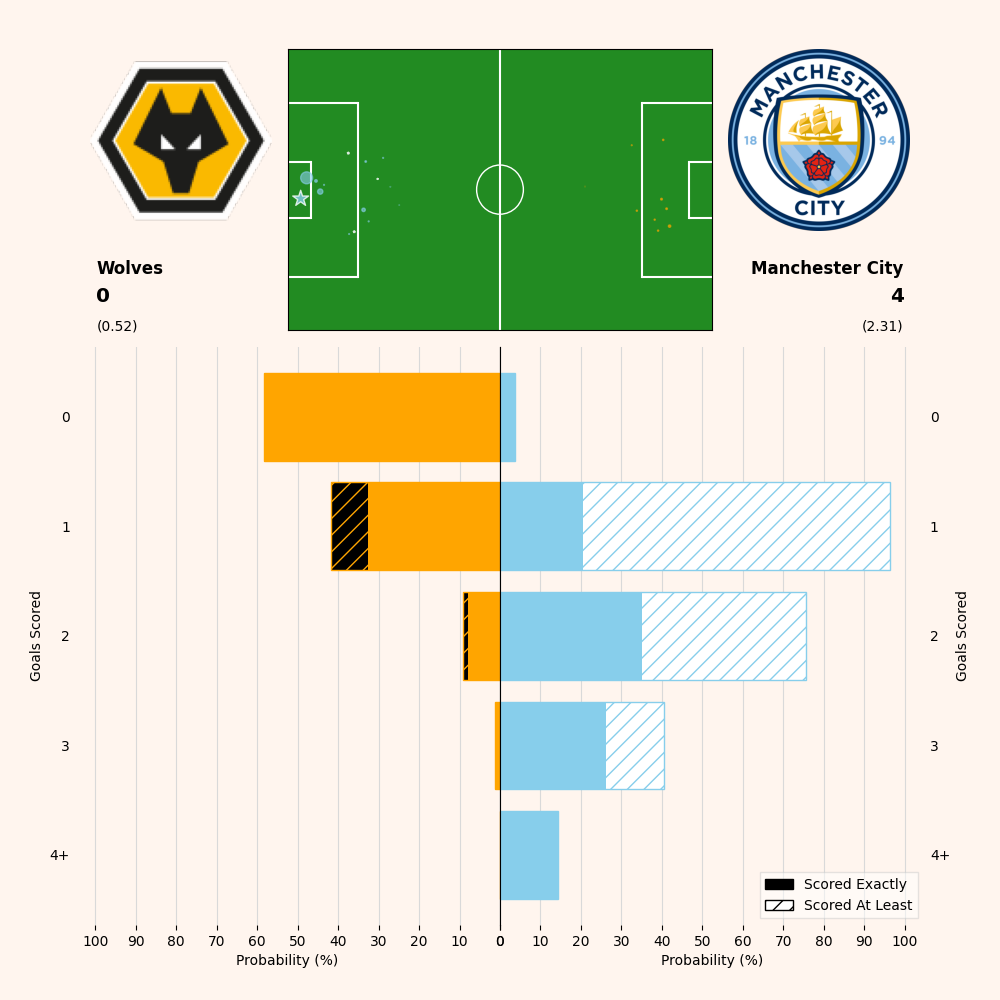 MANCHESTER
18 94
CITY
Wolves
0
(0.52)
Manchester City
4
(2.31)
0 0
1 1
2 2
3 3
4+ 4+
Goals Scored
Goals Scored
Scored Exactly
Scored At Least
100 90 80 70 60 50 40 30 20 10 0 0 10 20 30 40 50 60 70 80 90 100
Probability (%) Probability (%)